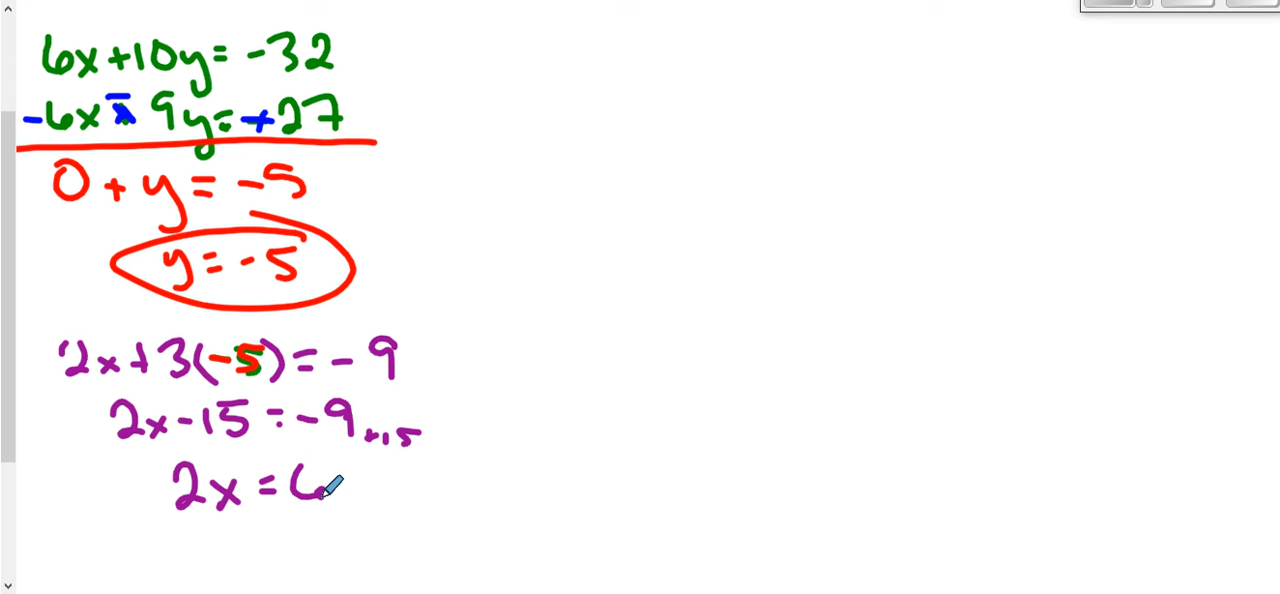 6x+10y=-32
-6x-9y=+27
0+y=-5
y=-5
2x+3(-5)=-9
2x-15=-9+15
2x=6